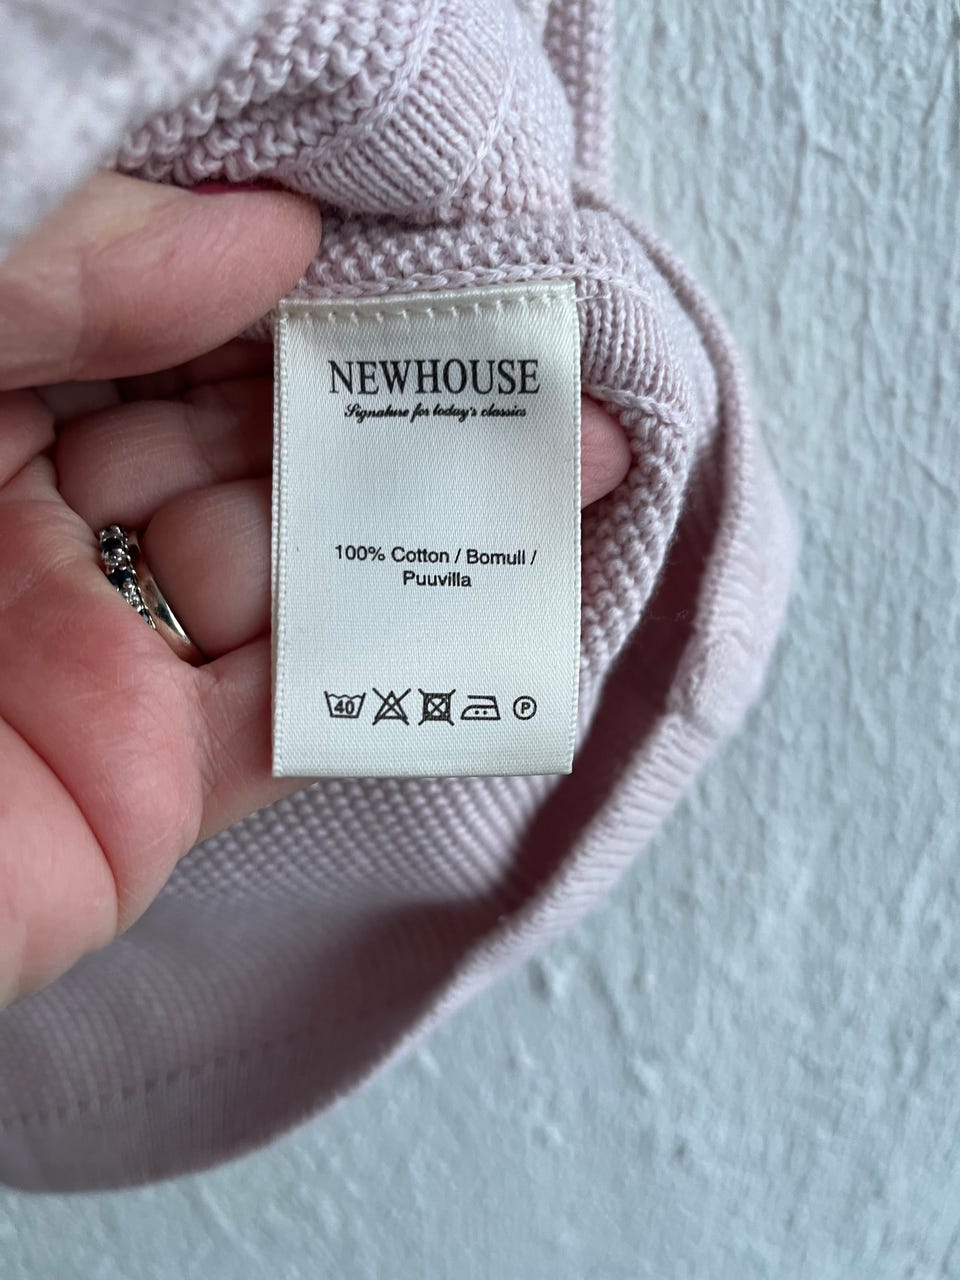 NEWHOUSE
Signature for today's classics
100% Cotton / Bomull /
Puuvilla
40 P